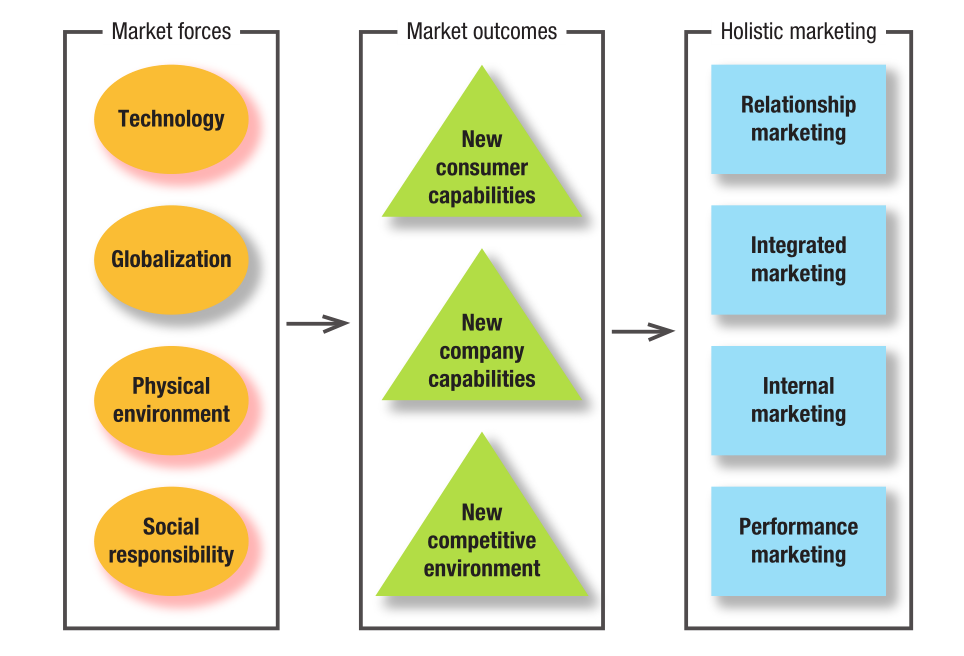 Market forces
Technology
Globalization
Physical
environment
Social
responsibility
Market outcomes
New
consumer
capabilities
New
company
capabilities
New
competitive
environment
Holistic marketing
Relationship
marketing
Integrated
marketing
Internal
marketing
Performance
marketing